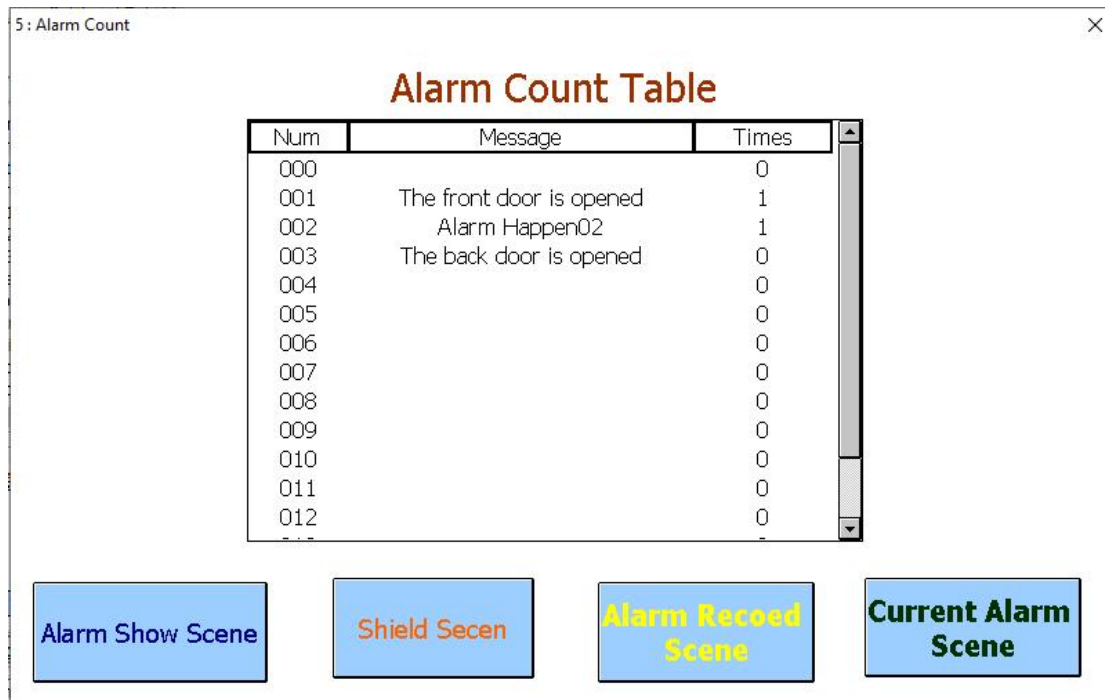 5 : Alarm Count
Alarm Count Table
Num Message Times
000 0
001 The front door is opened 1
002 Alarm Happen02 1
003 The back door is opened 0
004 0
005 0
006 0
007 0
008 0
009 0
010 0
011 0
012 0
Alarm Show Scene
Shield Secen
Alarm Recoed
Scene
Current Alarm
Scene